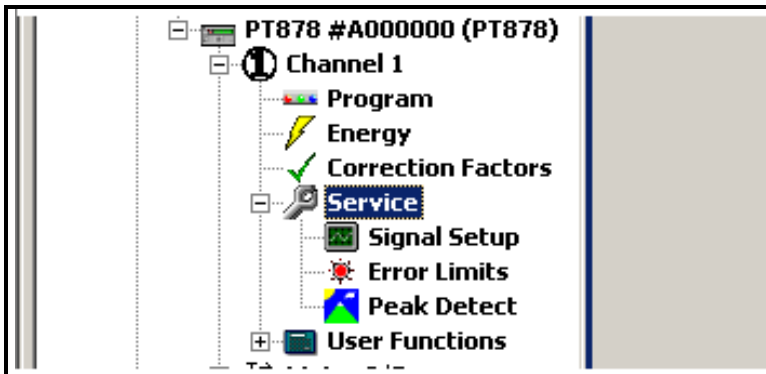 PT878 #A000000 (PT878)
Channel 1
Program
Energy
Correction Factors
Service
Signal Setup
Error Limits
Peak Detect
User Functions